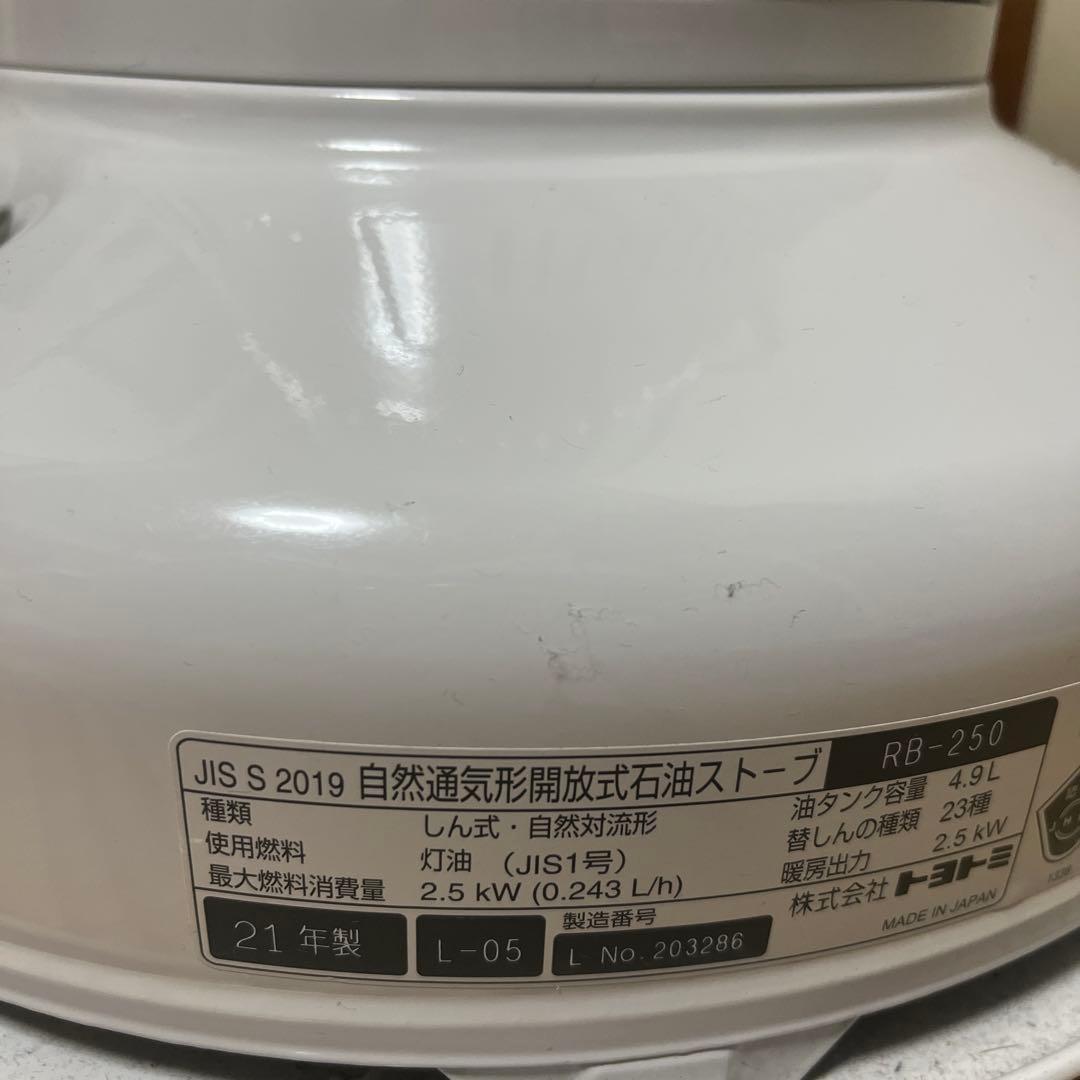 JIS S 2019 自然通気形開放式石油ストーブ RB-250
種類 しん式・自然対流形
使用燃料 灯油 (JIS1号)
最大燃料消費量 2.5 kW (0.243 L/h)
油タンク容量 4.9L
替しんの種類 23種
暖房出力 2.5 kW
株式会社 トヨトミ
MADE IN JAPAN
21年製 L-05
製造番号
L No. 203286